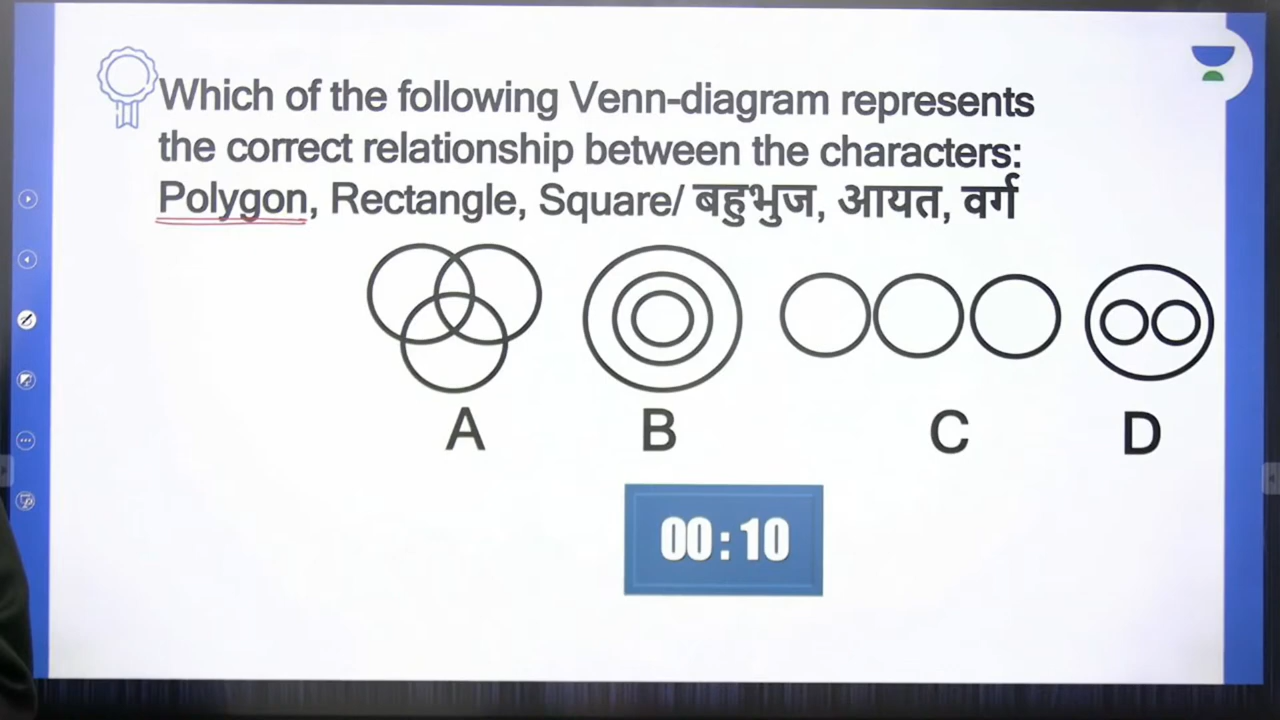 Which of the following Venn-diagram represents
the correct relationship between the characters:
Polygon, Rectangle, Square/ बहुभुज, आयत, वर्ग
A B C D
00:10